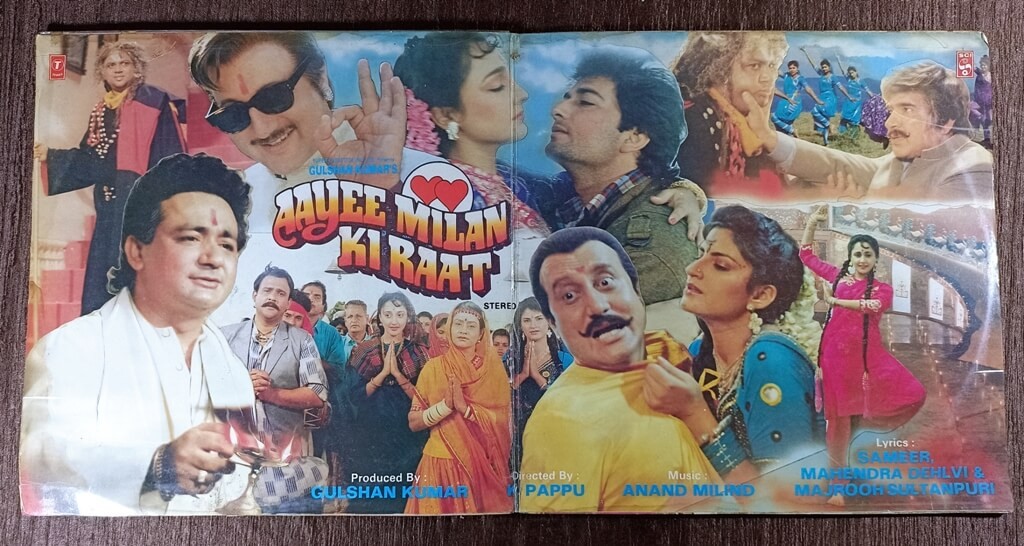 T
SCI
GULSHAN KUMAR'S
AAYEE MILAN
KI RAAT
STEREO
Produced By :
GULSHAN KUMAR
Directed By :
K PAPPU
Music :
ANAND MILIND
Lyrics :
SAMEER,
MAHENDRA DEHLVI &
MAJROOH SULTANPURI